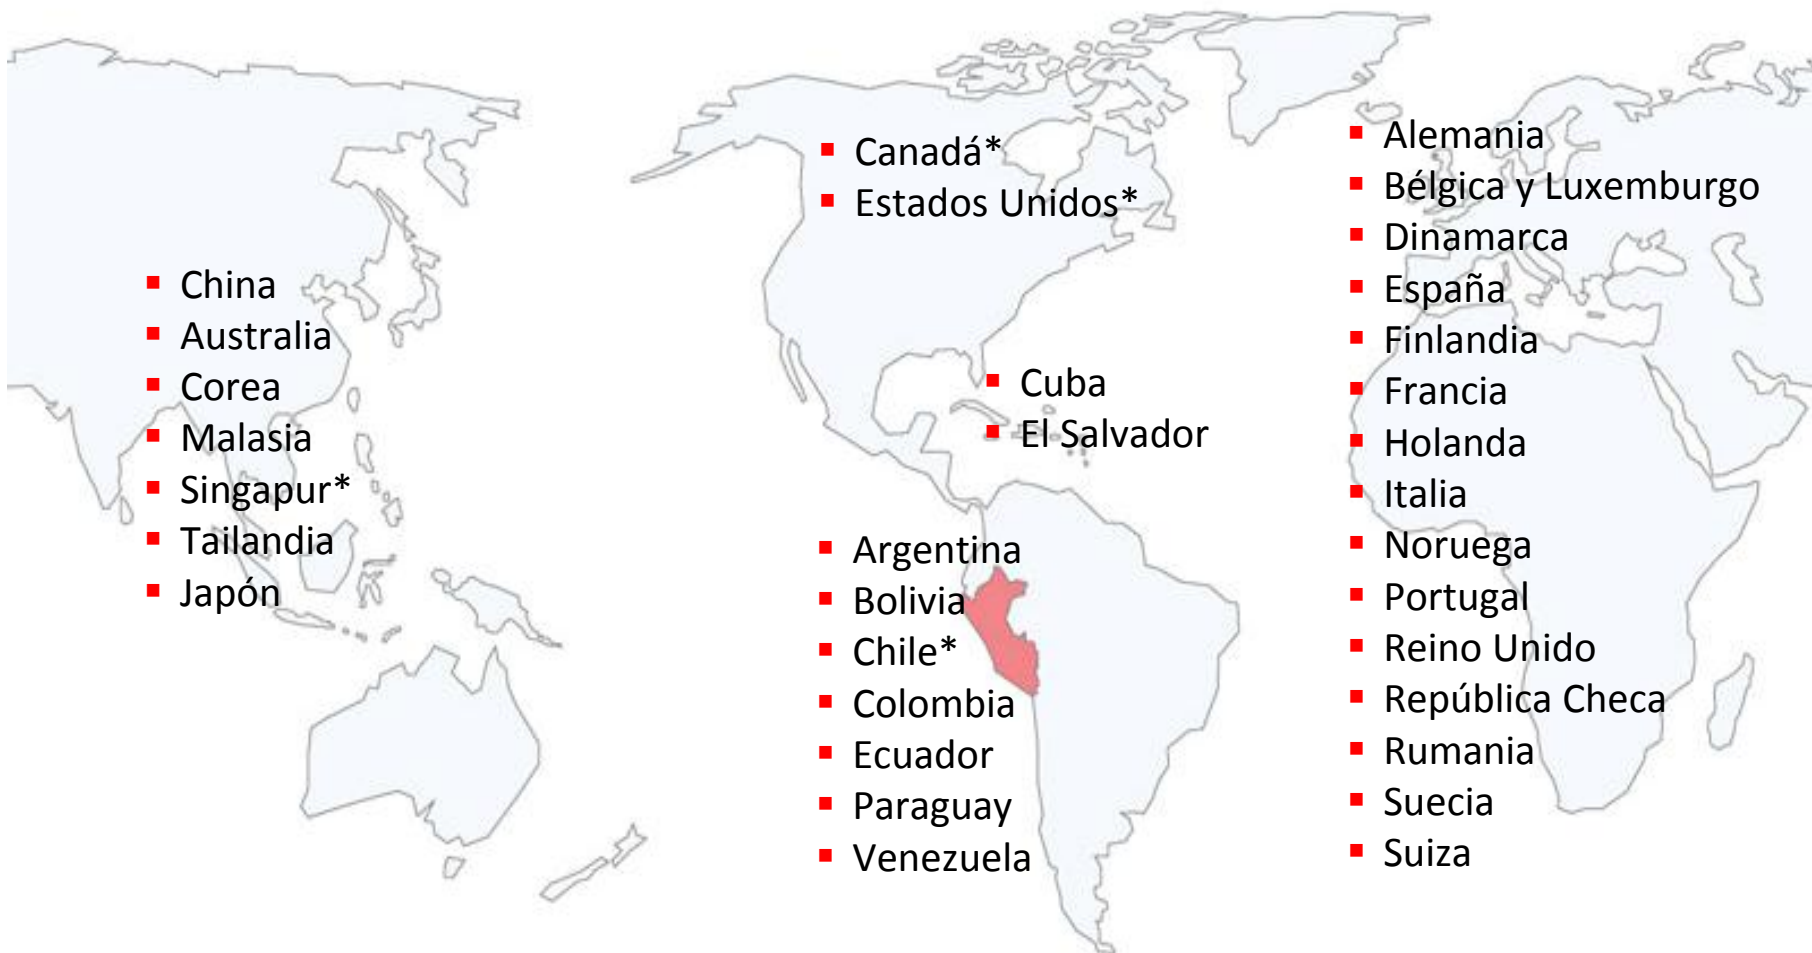 China
Australia
Corea
Malasia
Singapur*
Tailandia
Japón
Canadá*
Estados Unidos*
Cuba
El Salvador
Argentina
Bolivia
Chile*
Colombia
Ecuador
Paraguay
Venezuela
Alemania
Bélgica y Luxemburgo
Dinamarca
España
Finlandia
Francia
Holanda
Italia
Noruega
Portugal
Reino Unido
República Checa
Rumania
Suecia
Suiza